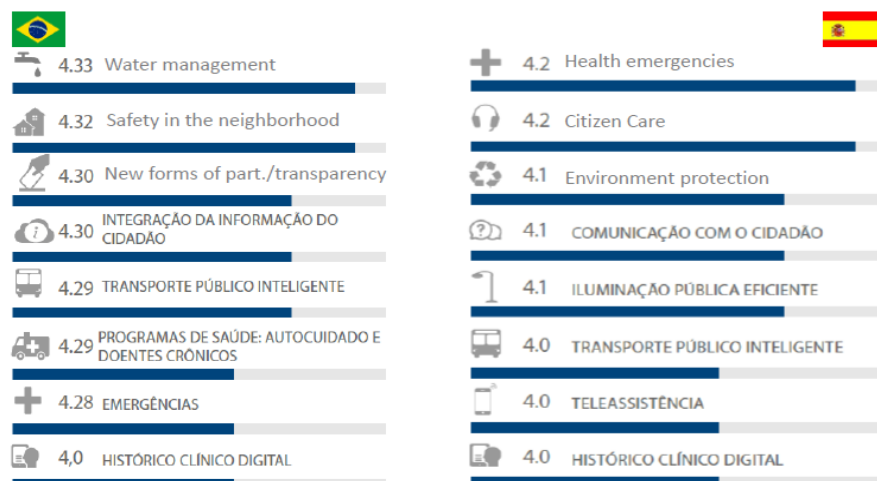 4.33 Water management
4.32 Safety in the neighborhood
4.30 New forms of part./transparency
4.30 INTEGRAÇÃO DA INFORMAÇÃO DO
CIDADÃO
4.29 TRANSPORTE PÚBLICO INTELIGENTE
4.29 PROGRAMAS DE SAÚDE: AUTOCUIDADO E
DOENTES CRÔNICOS
4.28 EMERGÊNCIAS
4,0 HISTÓRICO CLÍNICO DIGITAL
4.2 Health emergencies
4.2 Citizen Care
4.1 Environment protection
4.1 COMUNICAÇÃO COM O CIDADÃO
4.1 ILUMINAÇÃO PÚBLICA EFICIENTE
4.0 TRANSPORTE PÚBLICO INTELIGENTE
4.0 TELEASSISTÊNCIA
4.0 HISTÓRICO CLÍNICO DIGITAL